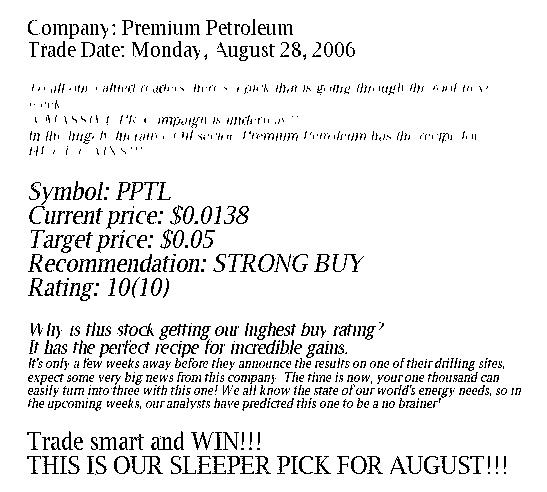 Company: Premium Petroleum
Trade Date: Monday, August 28, 2006
To all our valued readers, here's a pick that is going through the roof next
week
A MASSIVE PR Campaign is underway!!
In the hugely lucrative Oil sector, Premium Petroleum has the recipe for
HUGE GAINS!!!
Symbol: PPTL
Current price: $0.0138
Target price: $0.05
Recommendation: STRONG BUY
Rating: 10(10)
Why is this stock getting our highest buy rating?
It has the perfect recipe for incredible gains.
It's only a few weeks away before they announce the results on one of their drilling sites,
expect some very big news from this company. The time is now, your one thousand can
easily turn into three with this one! We all know the state of our world's energy needs, so in
the upcoming weeks, our analysts have predicted this one to be a no brainer!
Trade smart and WIN!!!
THIS IS OUR SLEEPER PICK FOR AUGUST!!!